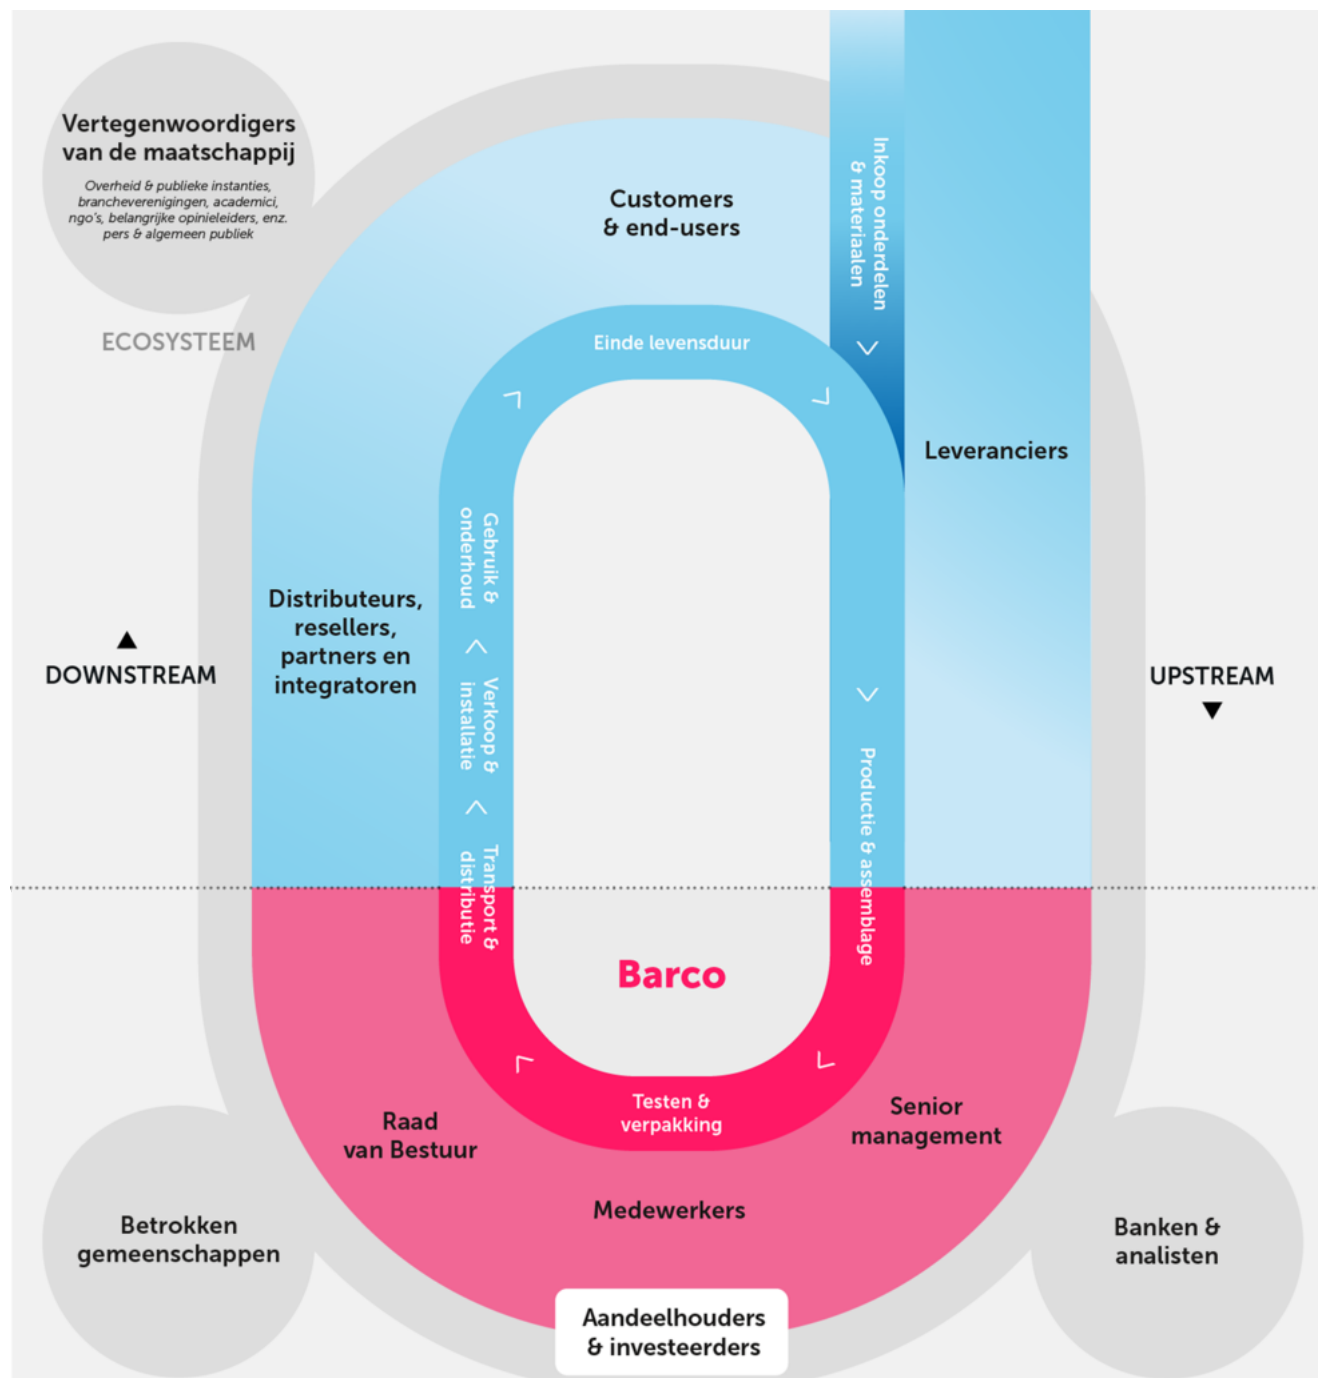 Vertegenwoordigers
van de maatschappij
Overheid & publieke instanties,
brancheverenigingen, academici,
ngo's, belangrijke opinieleiders, enz.
pers & algemeen publiek
ECOSYSTEEM
Customers
& end-users
Inkoop onderdelen
& materiaalen
Einde levensduur
Leveranciers
Gebruik &
onderhoud
Distributeurs,
resellers,
partners en
integratoren
DOWNSTREAM
UPSTREAM
Verkoop &
installatie
Productie & assemblage
Transport &
distributie
Barco
Testen &
verpakking
Raad
van Bestuur
Senior
management
Medewerkers
Betrokken
gemeenschappen
Banken &
analisten
Aandeelhouders
& investeerders